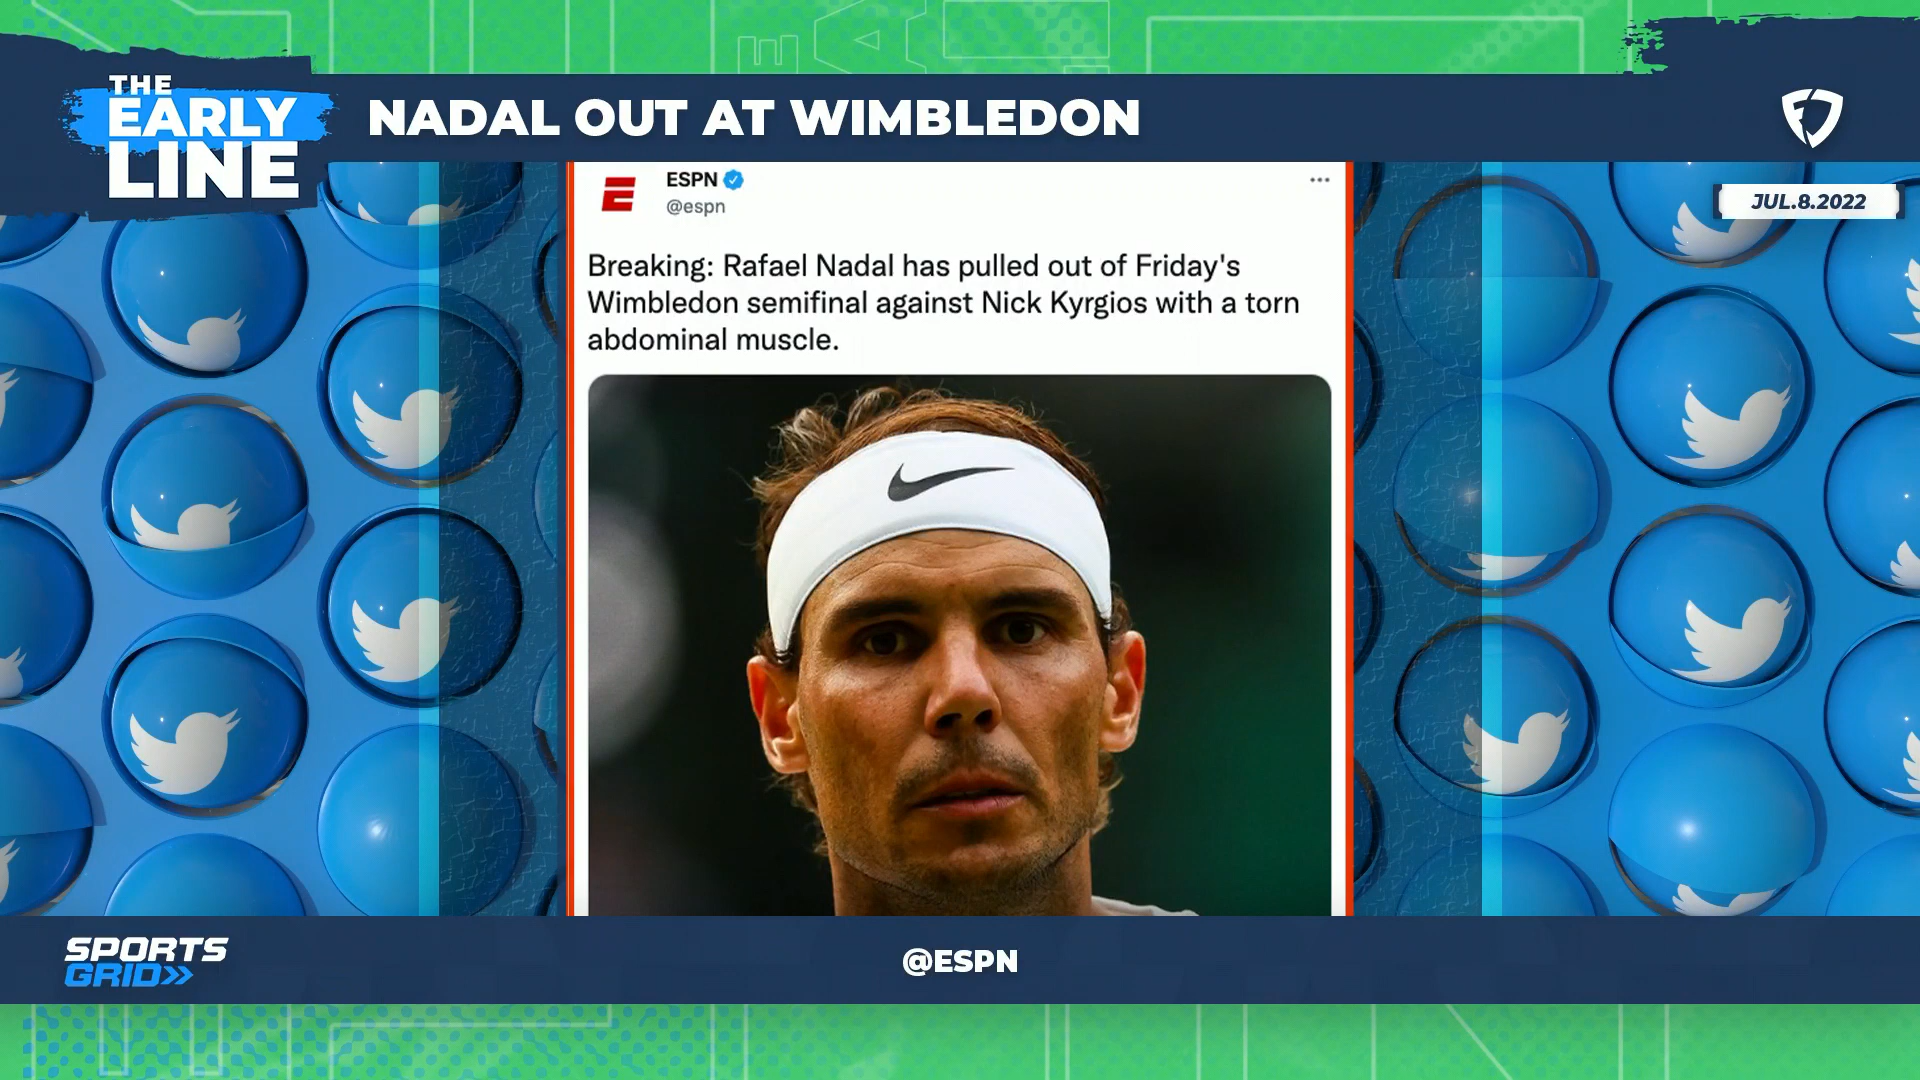 THE
EARLY
LINE
NADAL OUT AT WIMBLEDON
JUL.8.2022
ESPN
@espn
Breaking: Rafael Nadal has pulled out of Friday's
Wimbledon semifinal against Nick Kyrgios with a torn
abdominal muscle.
SPORTS
GRID
@ESPN